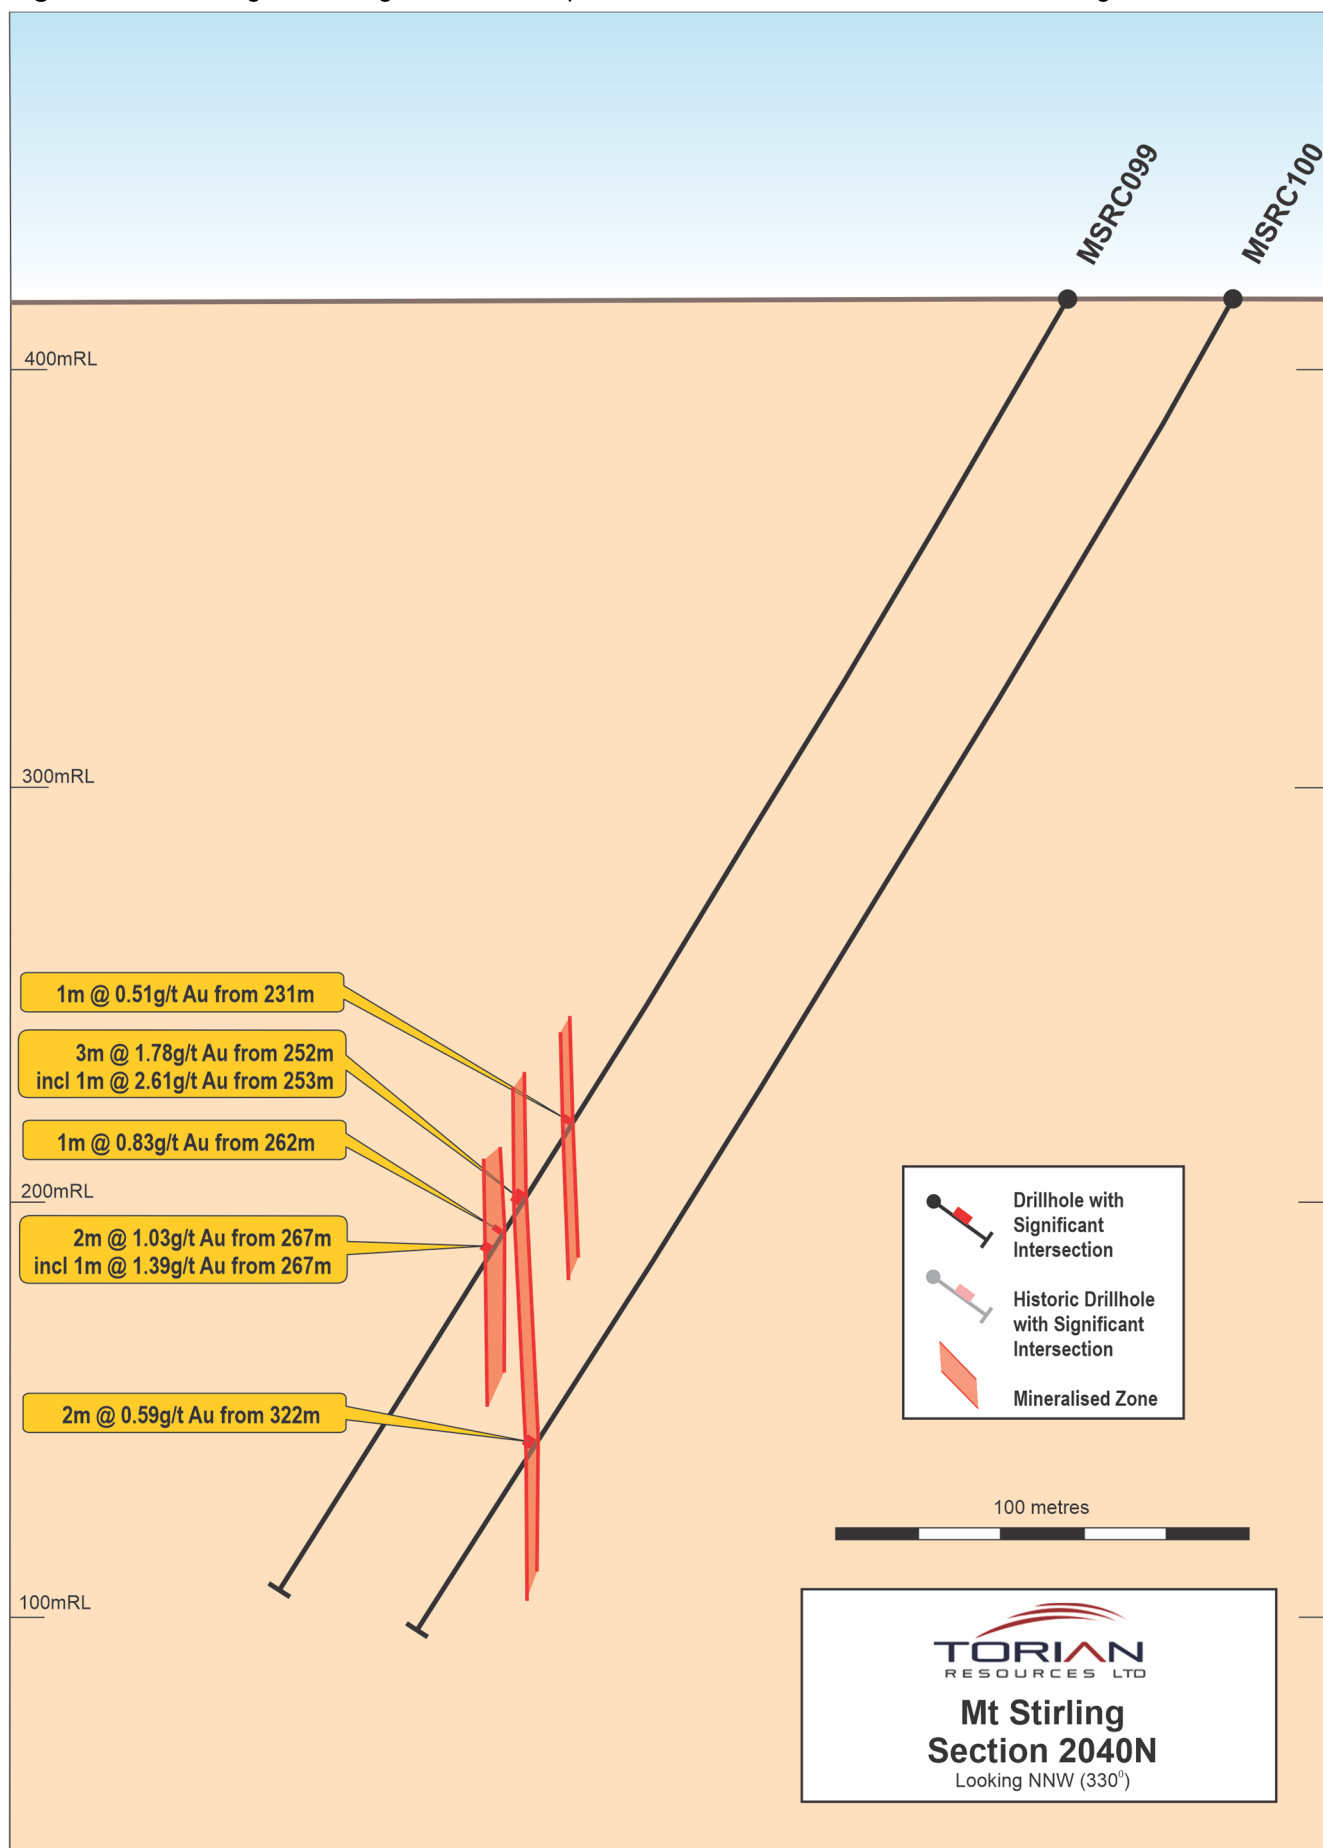 MSRC099
MSRC100
400mRL
300mRL
1m @ 0.51g/t Au from 231m
3m @ 1.78g/t Au from 252m
incl 1m @ 2.61g/t Au from 253m
1m @ 0.83g/t Au from 262m
200mRL
2m @ 1.03g/t Au from 267m
incl 1m @ 1.39g/t Au from 267m
2m @ 0.59g/t Au from 322m
100mRL
Drillhole with
Significant
Intersection
Historic Drillhole
with Significant
Intersection
Mineralised Zone
100 metres
TORIAN
RESOURCES LTD
Mt Stirling
Section 2040N
Looking NNW (330⁰)